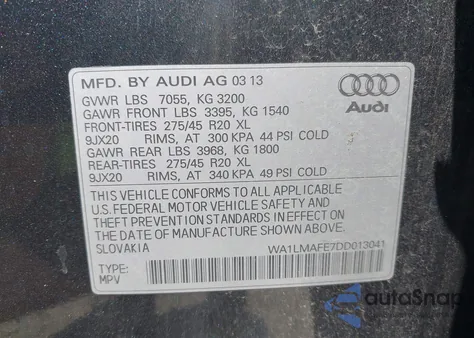 MFD. BY AUDI AG 03 13
GVWR LBS 7055, KG 3200
GAWR FRONT LBS 3395, KG 1540
FRONT-TIRES 275/45 R20 XL
9JX20 RIMS, AT 300 KPA 44 PSI COLD
GAWR REAR LBS 3968, KG 1800
REAR-TIRES 275/45 R20 XL
9JX20 RIMS, AT 340 KPA 49 PSI COLD
Audi
THIS VEHICLE CONFORMS TO ALL APPLICABLE
U.S. FEDERAL MOTOR VEHICLE SAFETY AND
THEFT PREVENTION STANDARDS IN EFFECT ON
THE DATE OF MANUFACTURE SHOWN ABOVE
SLOVAKIA
WA1LMAFE7DD013041
TYPE:
MPV
autoSnap